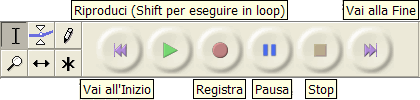 Riproduci (Shift per eseguire in loop)
Vai alla Fine
Vai all'Inizio
Registra
Pausa
Stop